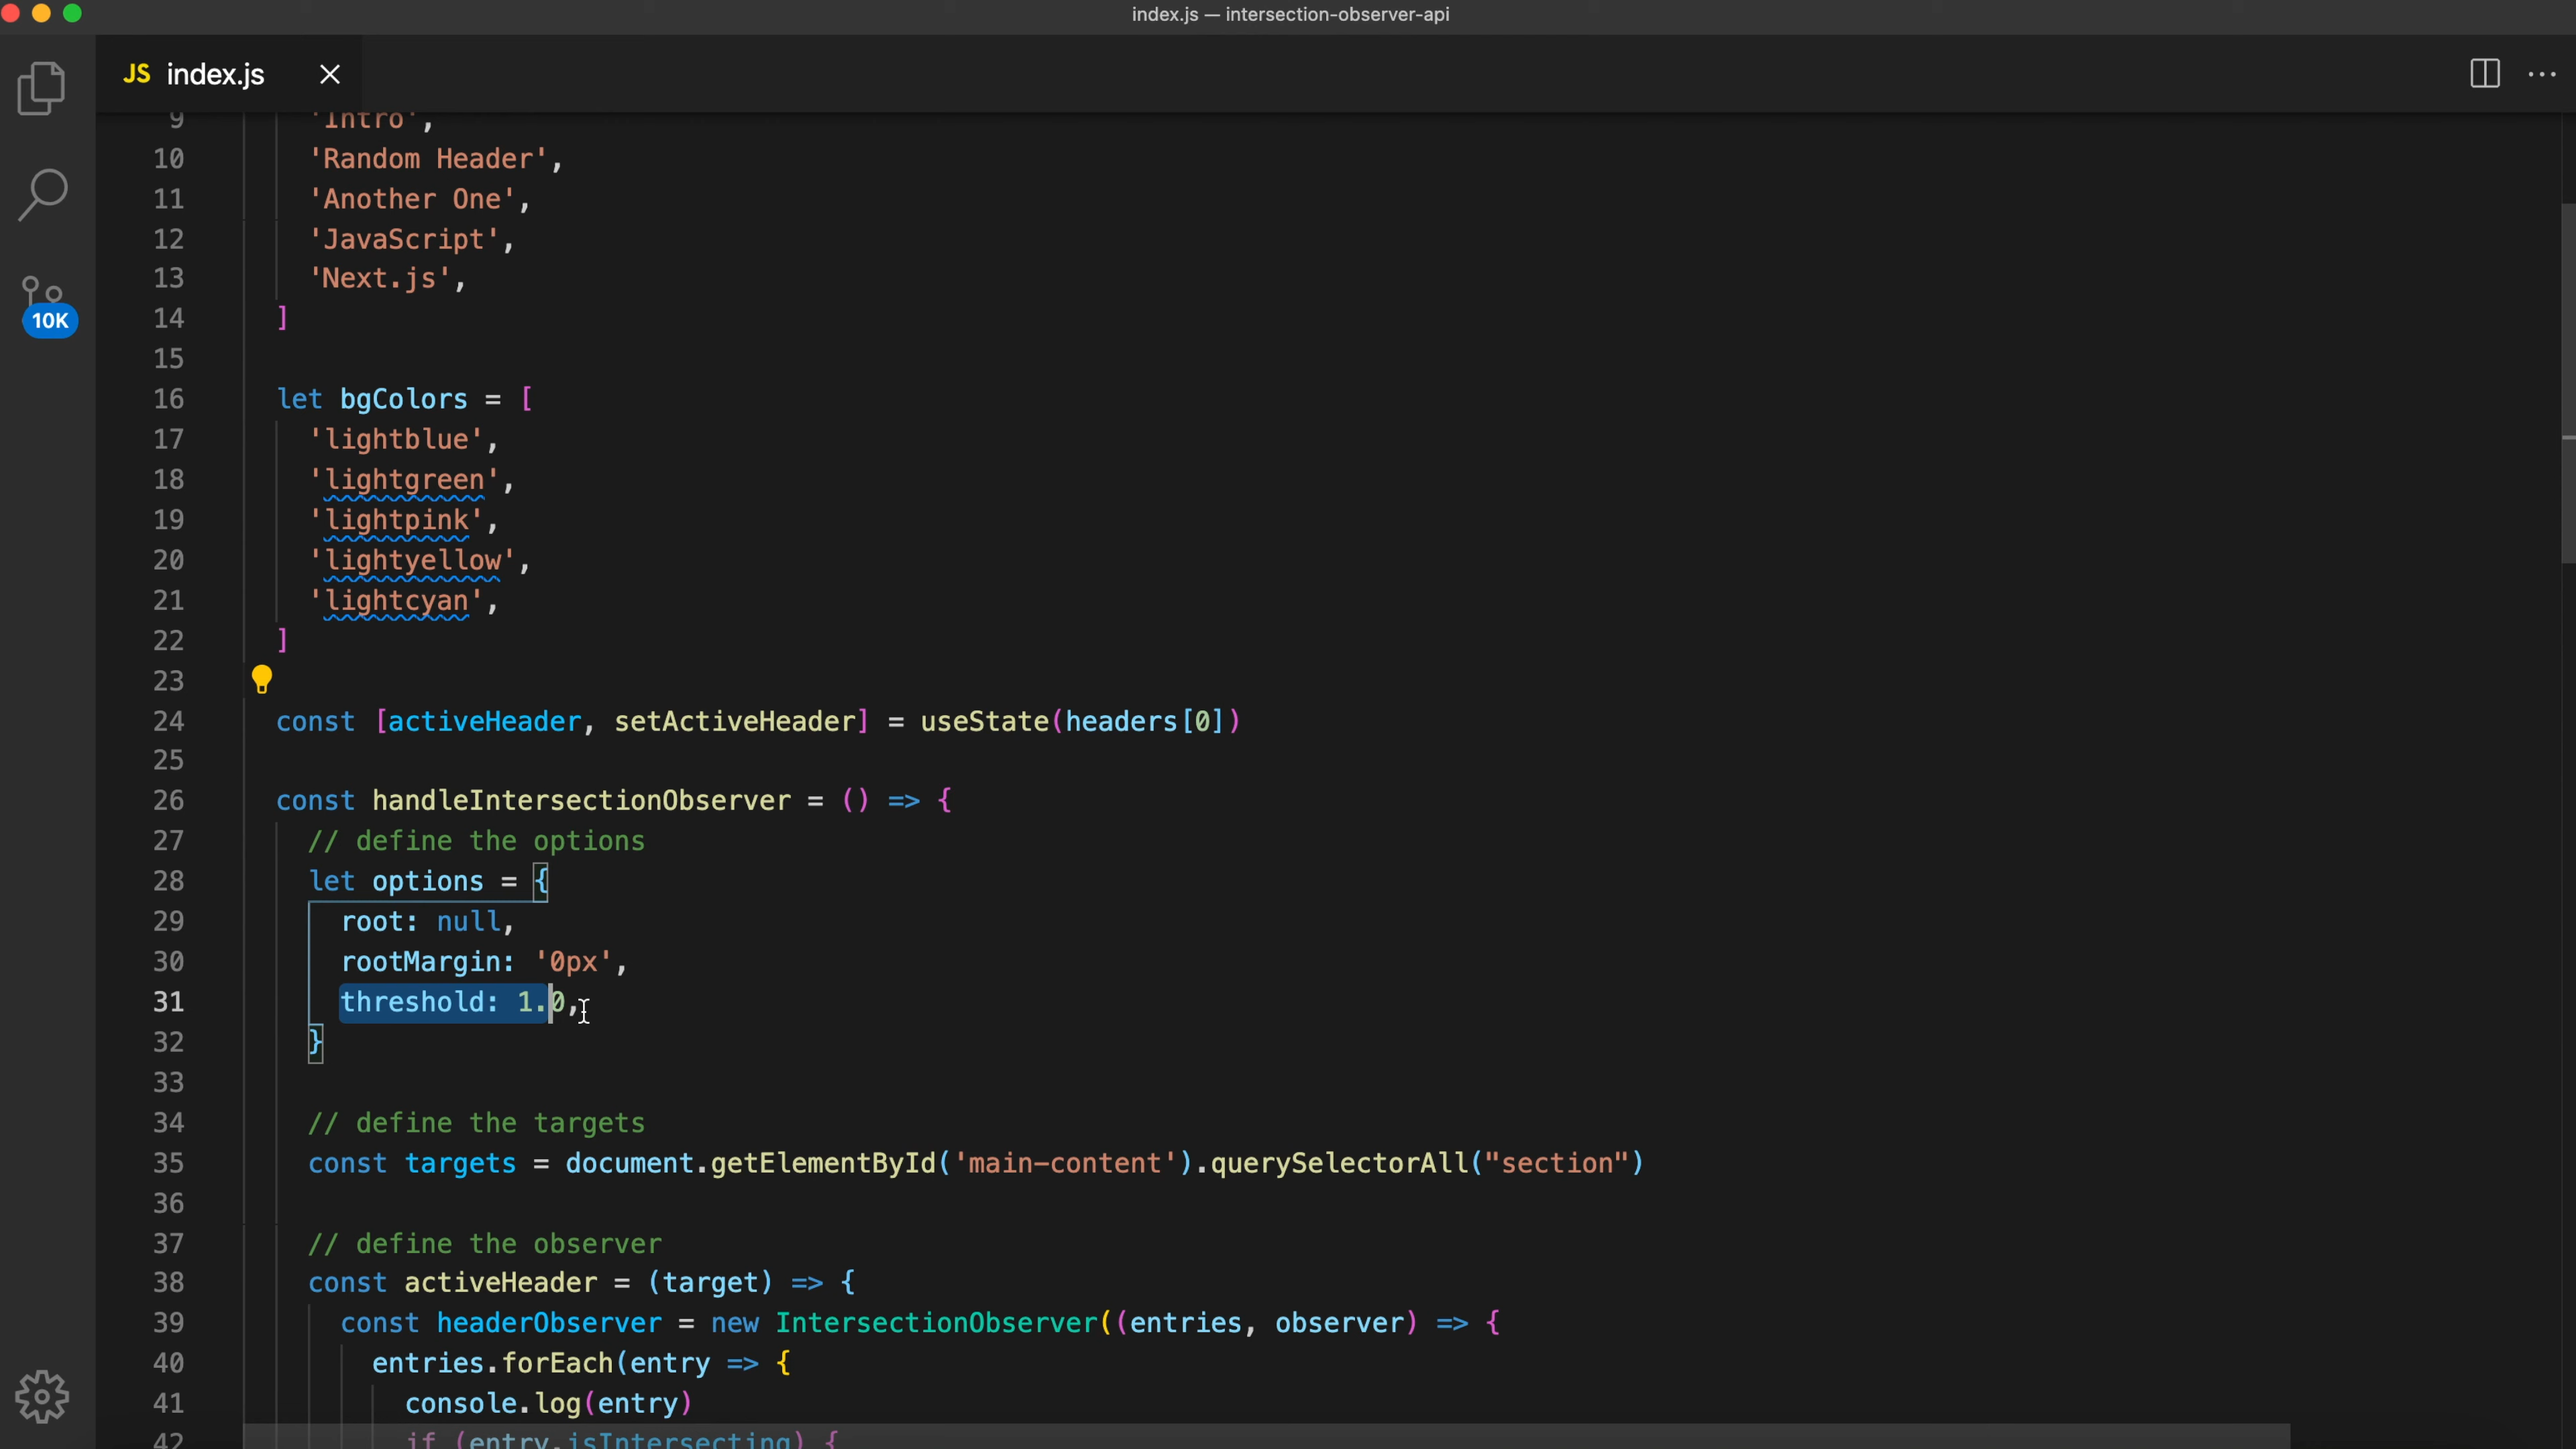 index.js — intersection-observer-api
JS index.js
9 'Intro',
10 'Random Header',
11 'Another One',
12 'JavaScript',
13 'Next.js',
14 ]
15
16 let bgColors = [
17 'lightblue',
18 'lightgreen',
19 'lightpink',
20 'lightyellow',
21 'lightcyan',
22 ]
23
24 const [activeHeader, setActiveHeader] = useState(headers[0])
25
26 const handleIntersectionObserver = () => {
27 // define the options
28 let options = {
29 root: null,
30 rootMargin: '0px',
31 threshold: 1.0,
32 }
33
34 // define the targets
35 const targets = document.getElementById('main-content').querySelectorAll("section")
36
37 // define the observer
38 const activeHeader = (target) => {
39 const headerObserver = new IntersectionObserver((entries, observer) => {
40 entries.forEach(entry => {
41 console.log(entry)
42 if (entry.isIntersecting) {
10K